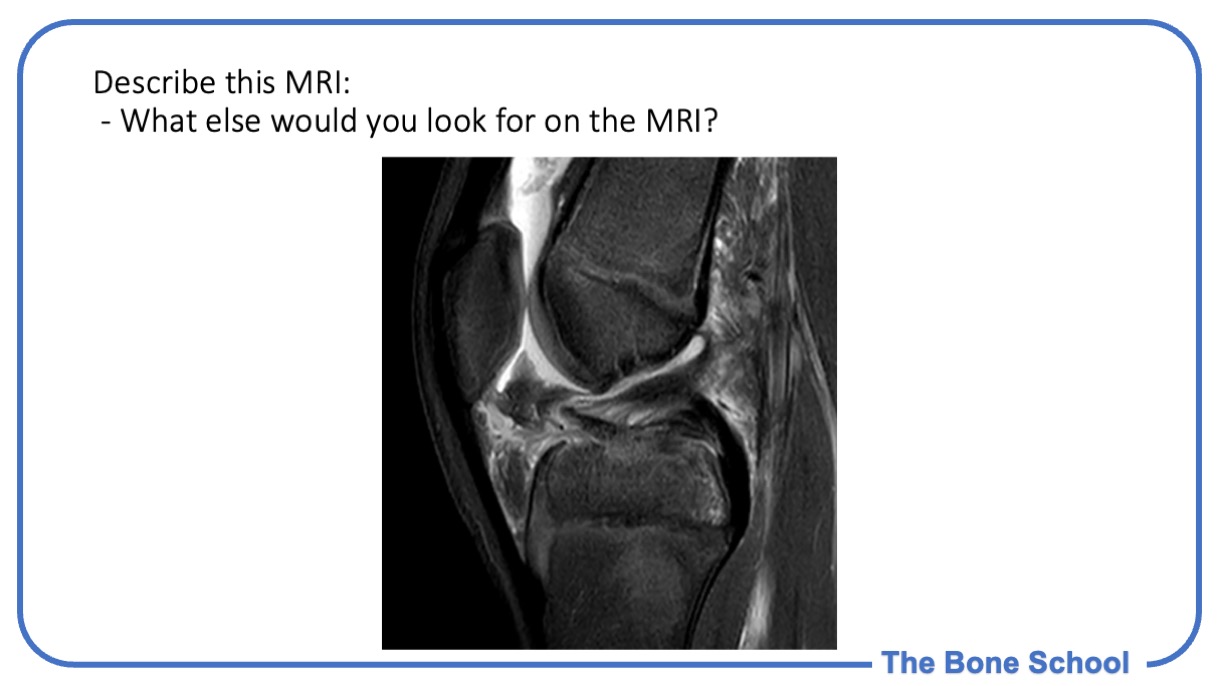 Describe this MRI:
- What else would you look for on the MRI?
The Bone School